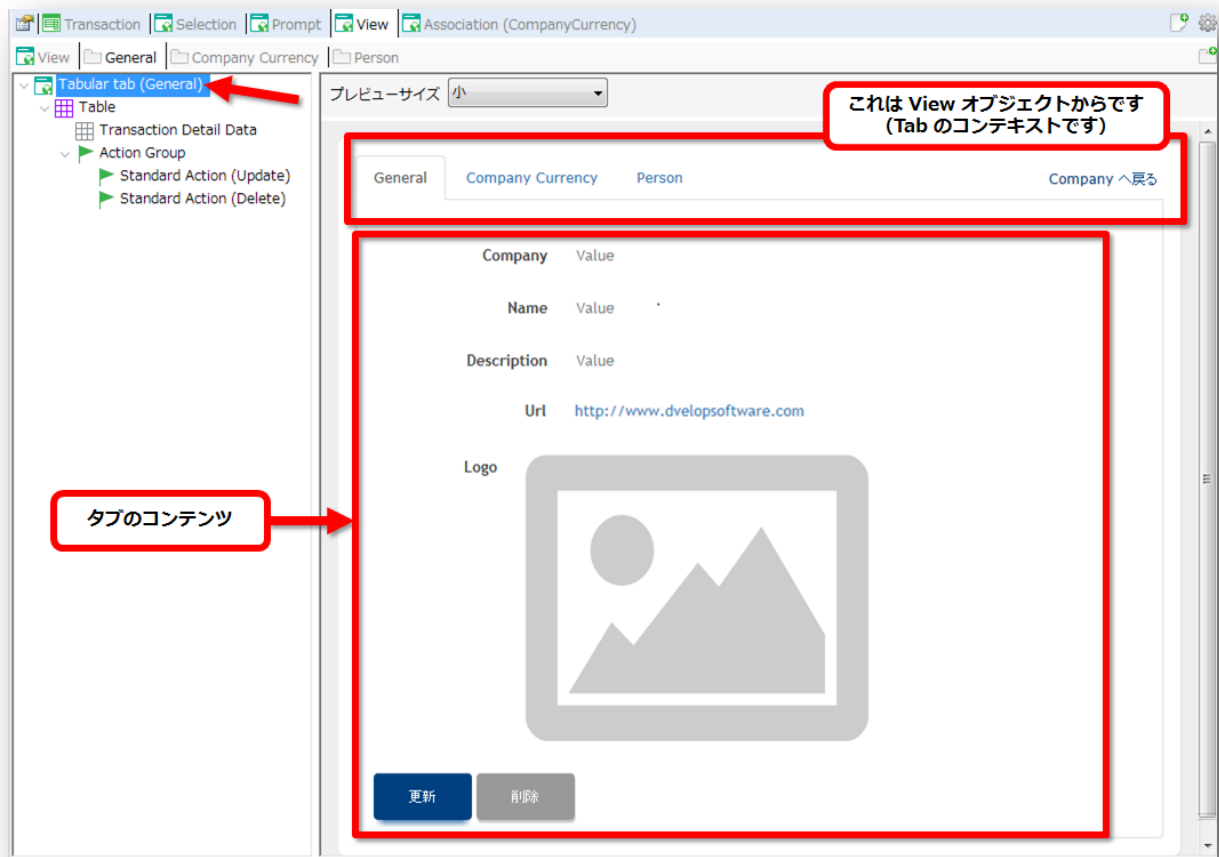 Transaction Selection Prompt View Association (CompanyCurrency)
View General Company Currency Person
Tabular tab (General)
Table
Transaction Detail Data
Action Group
Standard Action (Update)
Standard Action (Delete)
プレビューサイズ 小
これは View オブジェクトからです
(Tab のコンテキストです)
General Company Currency Person Company へ戻る
Company Value
Name Value
Description Value
Url http://www.dvelopsoftware.com
Logo
タブのコンテンツ
更新 削除